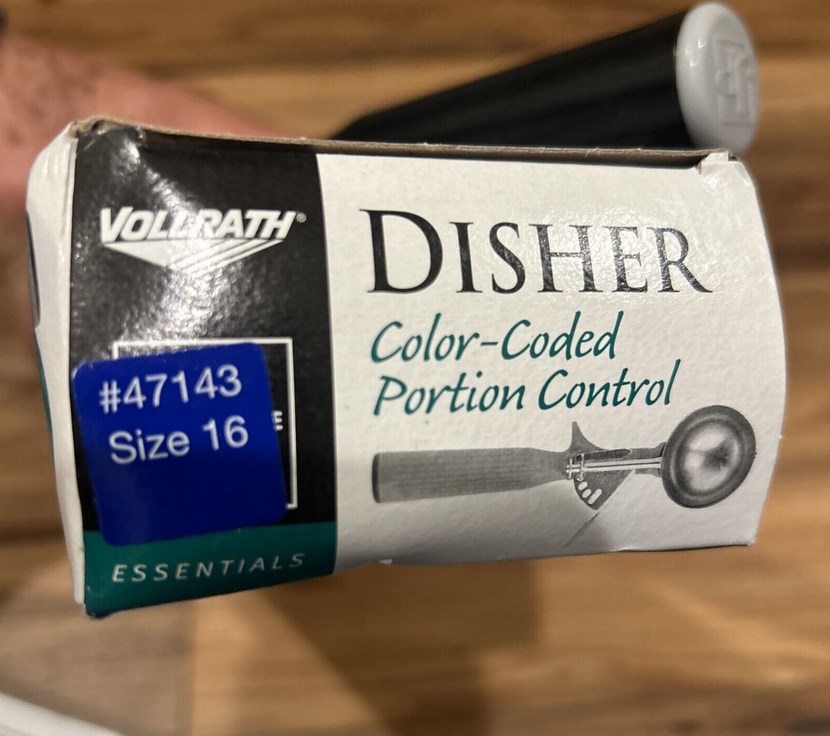 VOLLRATH®
DISHER
Color-Coded
Portion Control
#47143
Size 16
E
ESSENTIALS